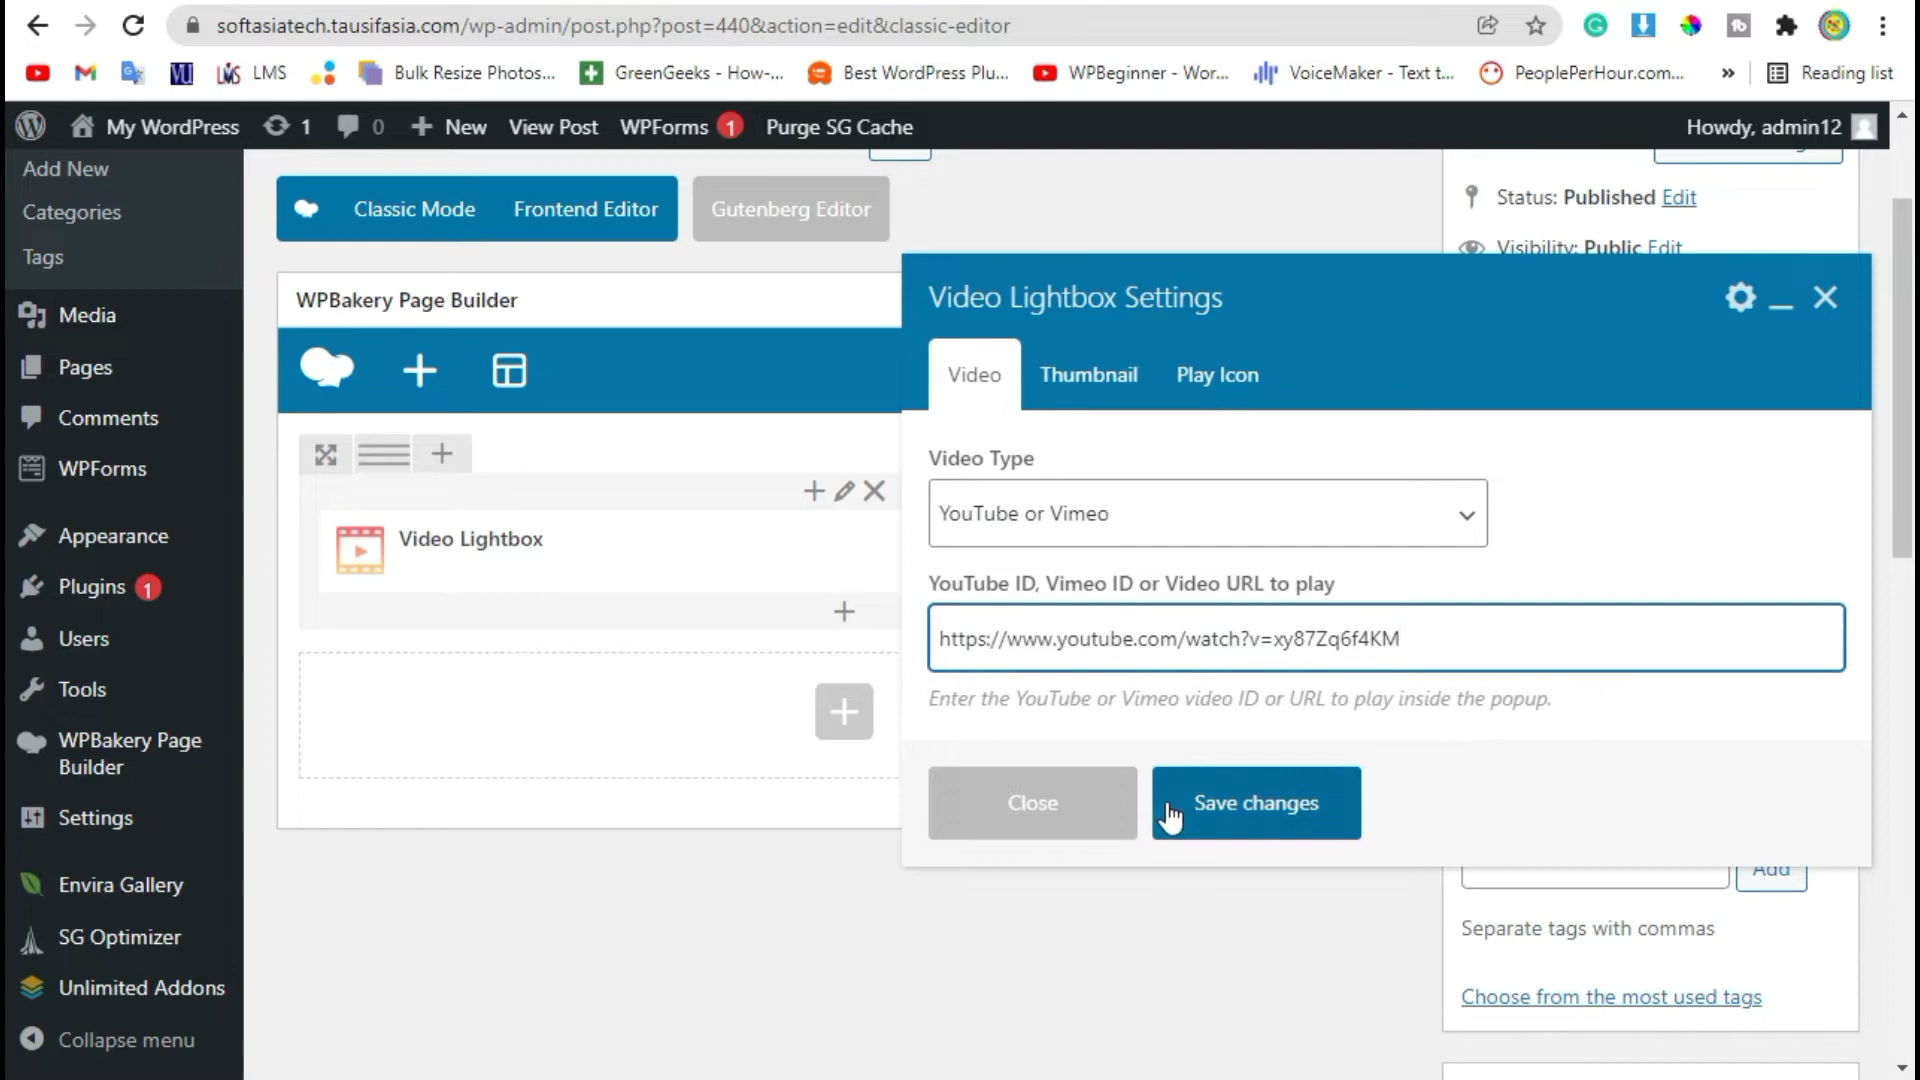 softasiatech.tausifasia.com/wp-admin/post.php?post=440&action=edit&classic-editor
LMS
Bulk Resize Photos...
GreenGeeks - How-...
Best WordPress Plu...
WPBeginner - Wor...
VoiceMaker - Text t...
PeoplePerHour.com...
»
Reading list
My WordPress
1
0
New
View Post
WPForms 1
Purge SG Cache
Howdy, admin12
Add New
Categories
Tags
Media
Pages
Comments
WPForms
Appearance
Plugins 1
Users
Tools
WPBakery Page
Builder
Settings
Envira Gallery
SG Optimizer
Unlimited Addons
Collapse menu
Classic Mode
Frontend Editor
Gutenberg Editor
WPBakery Page Builder
Video Lightbox
Status: Published Edit
Visibility: Public Edit
Video Lightbox Settings
Video
Thumbnail
Play Icon
Video Type
YouTube or Vimeo
YouTube ID, Vimeo ID or Video URL to play
https://www.youtube.com/watch?v=xy87Zq6f4KM
Enter the YouTube or Vimeo video ID or URL to play inside the popup.
Close
Save changes
Add
Separate tags with commas
Choose from the most used tags